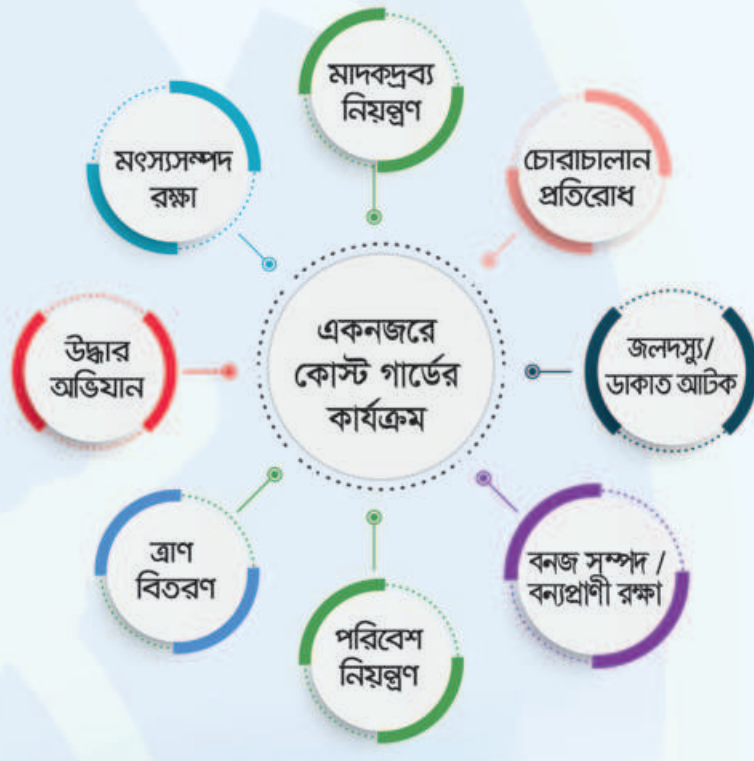 মাদকদ্রব্য
নিয়ন্ত্রণ
মৎস্যসম্পদ
রক্ষা
চোরাচালান
প্রতিরোধ
একনজরে
কোস্ট গার্ডের
কার্যক্রম
উদ্ধার
অভিযান
জলদস্যু/
ডাকাত আটক
ত্রাণ
বিতরণ
বনজ সম্পদ /
বন্যপ্রাণী রক্ষা
পরিবেশ
নিয়ন্ত্রণ